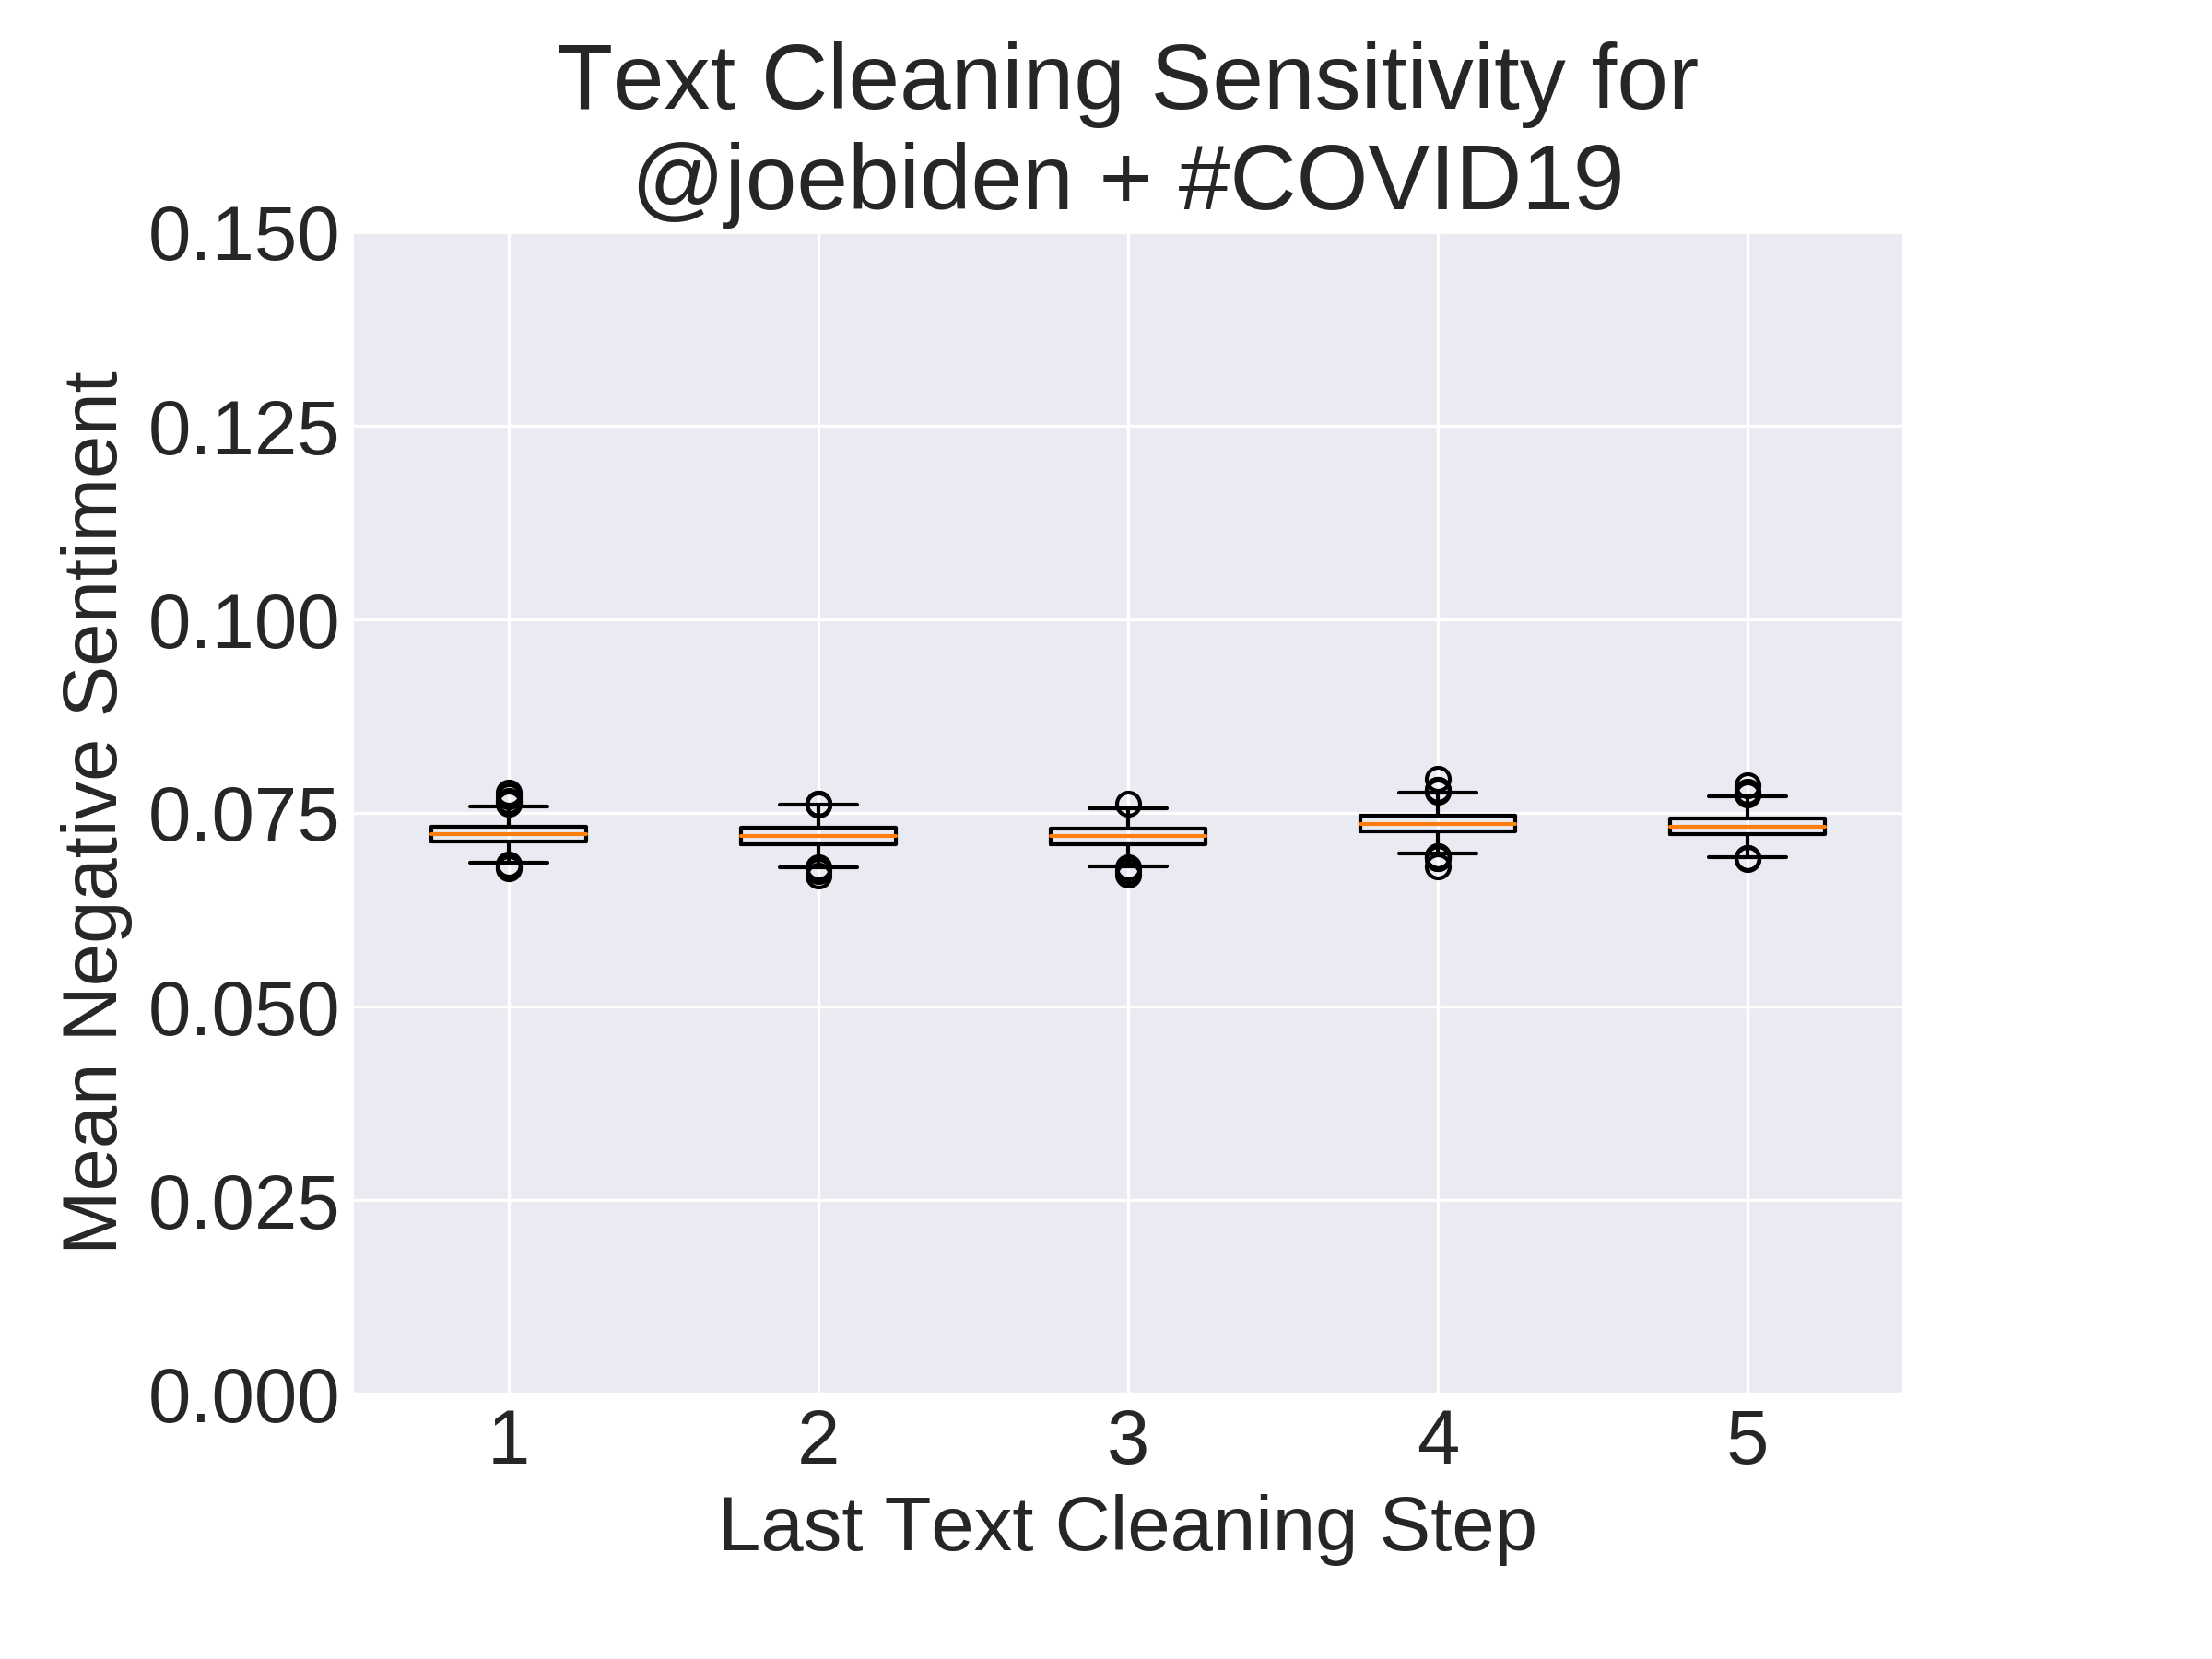 Text Cleaning Sensitivity for
@joebiden + #COVID19
Mean Negative Sentiment
0.150
0.125
0.100
0.075
0.050
0.025
0.000
1 2 3 4 5
Last Text Cleaning Step